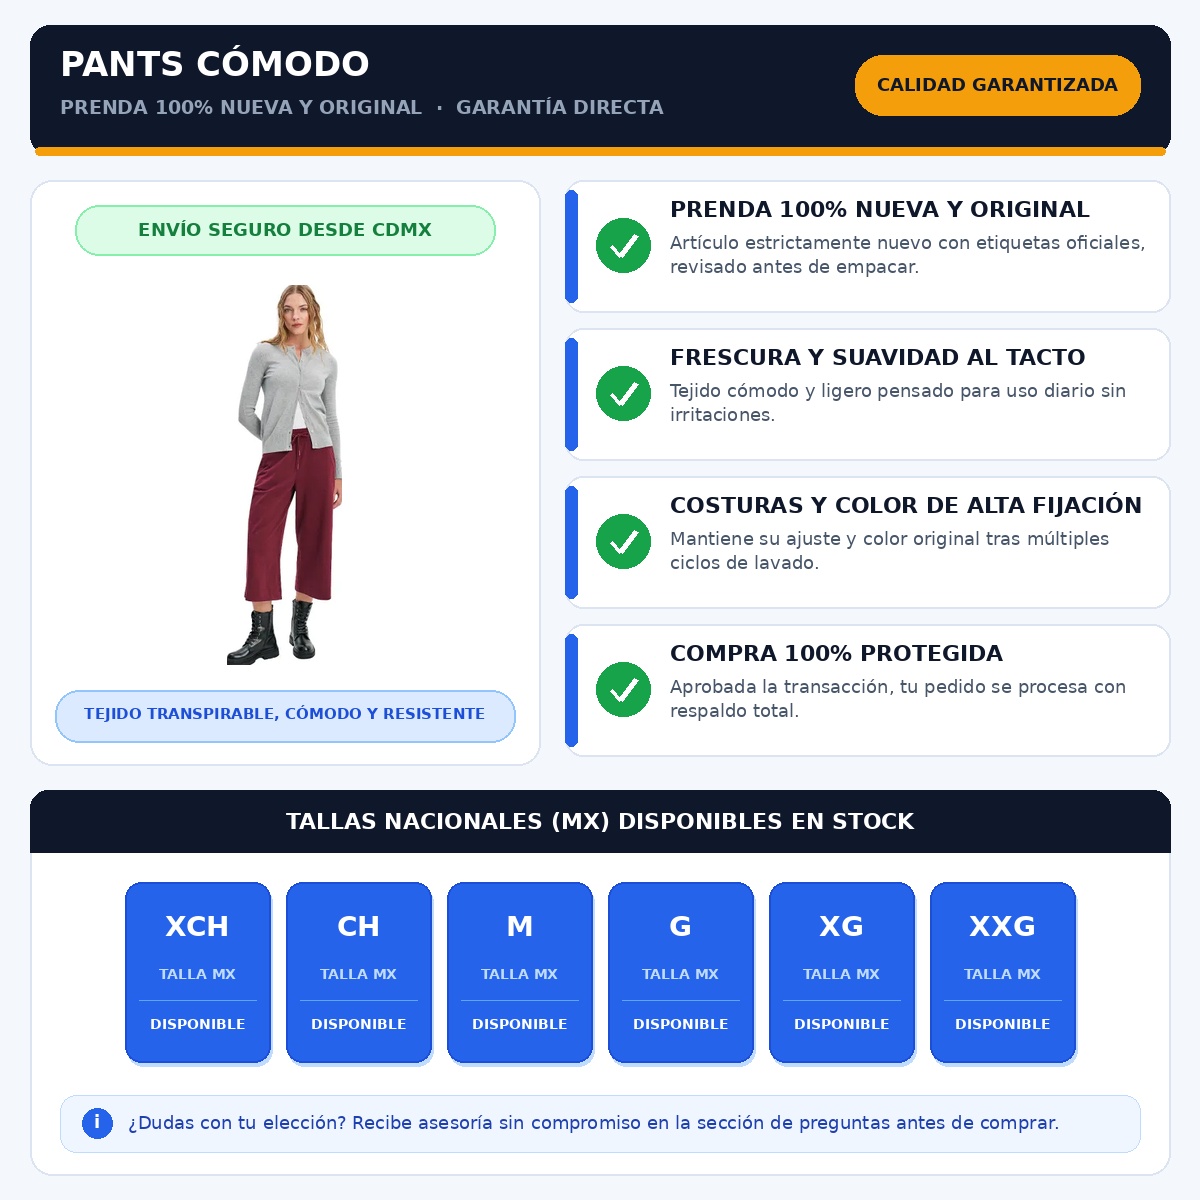 PANTS CÓMODO
PRENDA 100% NUEVA Y ORIGINAL · GARANTÍA DIRECTA
CALIDAD GARANTIZADA
ENVÍO SEGURO DESDE CDMX
TEJIDO TRANSPIRABLE, CÓMODO Y RESISTENTE
PRENDA 100% NUEVA Y ORIGINAL
Artículo estrictamente nuevo con etiquetas oficiales,
revisado antes de empacar.
FRESCURA Y SUAVIDAD AL TACTO
Tejido cómodo y ligero pensado para uso diario sin
irritaciones.
COSTURAS Y COLOR DE ALTA FIJACIÓN
Mantiene su ajuste y color original tras múltiples
ciclos de lavado.
COMPRA 100% PROTEGIDA
Aprobada la transacción, tu pedido se procesa con
respaldo total.
TALLAS NACIONALES (MX) DISPONIBLES EN STOCK
XCH
TALLA MX
DISPONIBLE
CH
TALLA MX
DISPONIBLE
M
TALLA MX
DISPONIBLE
G
TALLA MX
DISPONIBLE
XG
TALLA MX
DISPONIBLE
XXG
TALLA MX
DISPONIBLE
i ¿Dudas con tu elección? Recibe asesoría sin compromiso en la sección de preguntas antes de comprar.